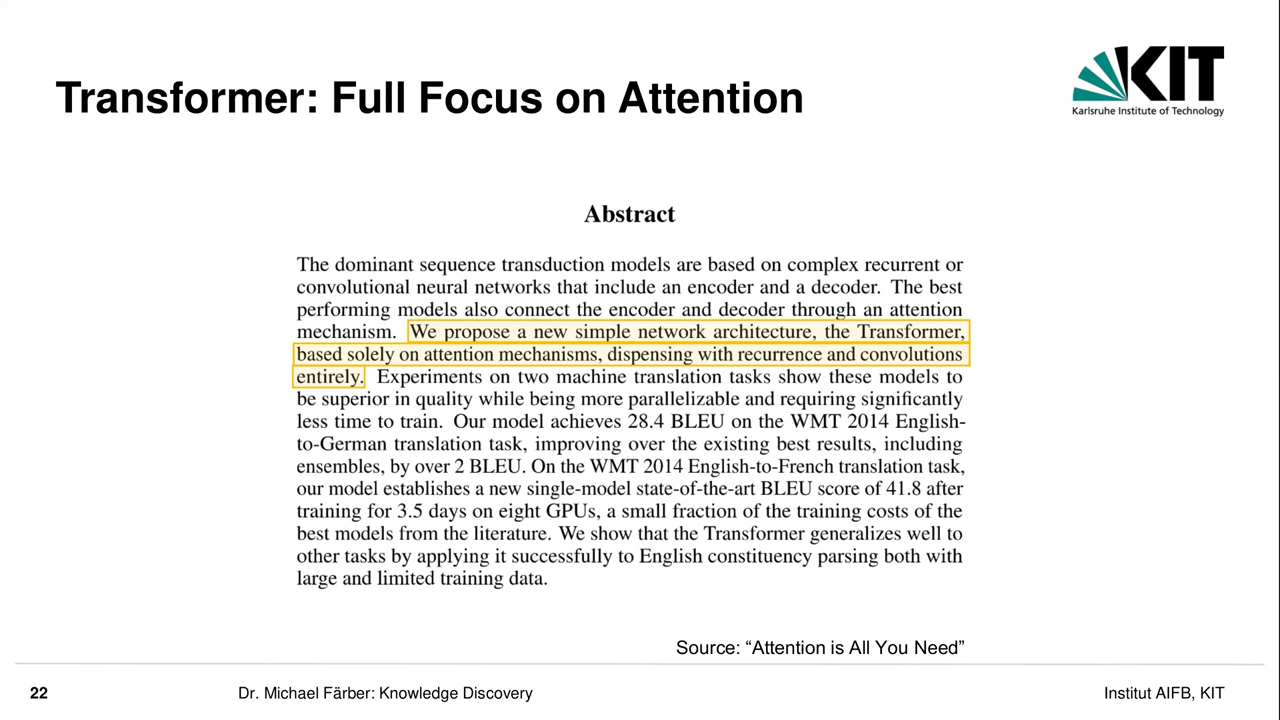 Transformer: Full Focus on Attention
KIT
Karlsruhe Institute of Technology
Abstract
The dominant sequence transduction models are based on complex recurrent or
convolutional neural networks that include an encoder and a decoder. The best
performing models also connect the encoder and decoder through an attention
mechanism. We propose a new simple network architecture, the Transformer,
based solely on attention mechanisms, dispensing with recurrence and convolutions
entirely. Experiments on two machine translation tasks show these models to
be superior in quality while being more parallelizable and requiring significantly
less time to train. Our model achieves 28.4 BLEU on the WMT 2014 English-
to-German translation task, improving over the existing best results, including
ensembles, by over 2 BLEU. On the WMT 2014 English-to-French translation task,
our model establishes a new single-model state-of-the-art BLEU score of 41.8 after
training for 3.5 days on eight GPUs, a small fraction of the training costs of the
best models from the literature. We show that the Transformer generalizes well to
other tasks by applying it successfully to English constituency parsing both with
large and limited training data.
Source: “Attention is All You Need”
22
Dr. Michael Färber: Knowledge Discovery
Institut AIFB, KIT